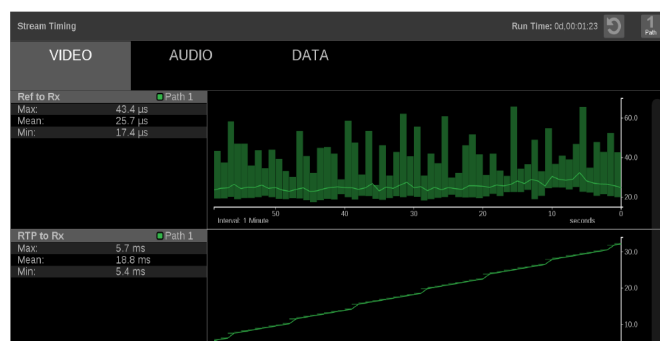 Stream Timing Run Time: 0d,00:01:23 1
Path
VIDEO AUDIO DATA
Ref to Rx Path 1
Max: 43.4 µs
Mean: 25.7 µs
Min: 17.4 µs
60.0
40.0
20.0
50 40 30 20 10 0
Interval: 1 Minute seconds
RTP to Rx Path 1
Max: 5.7 ms
Mean: 18.8 ms
Min: 5.4 ms
30.0
20.0
10.0